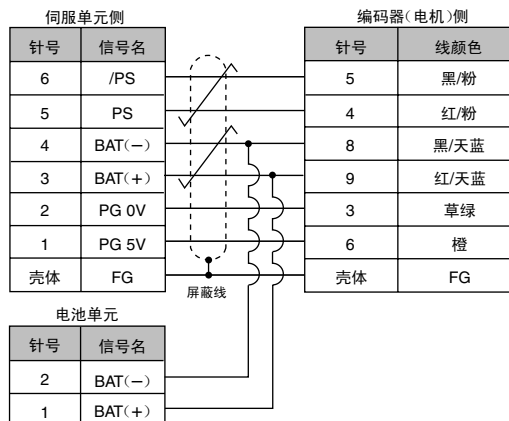 伺服单元侧 编码器(电机)侧
针号 信号名 针号 线颜色
6 /PS 5 黑/粉
5 PS 4 红/粉
4 BAT(−) 8 黑/天蓝
3 BAT(+) 9 红/天蓝
2 PG 0V 3 草绿
1 PG 5V 6 橙
壳体 FG 壳体 FG
屏蔽线
电池单元
针号 信号名
2 BAT(−)
1 BAT(+)